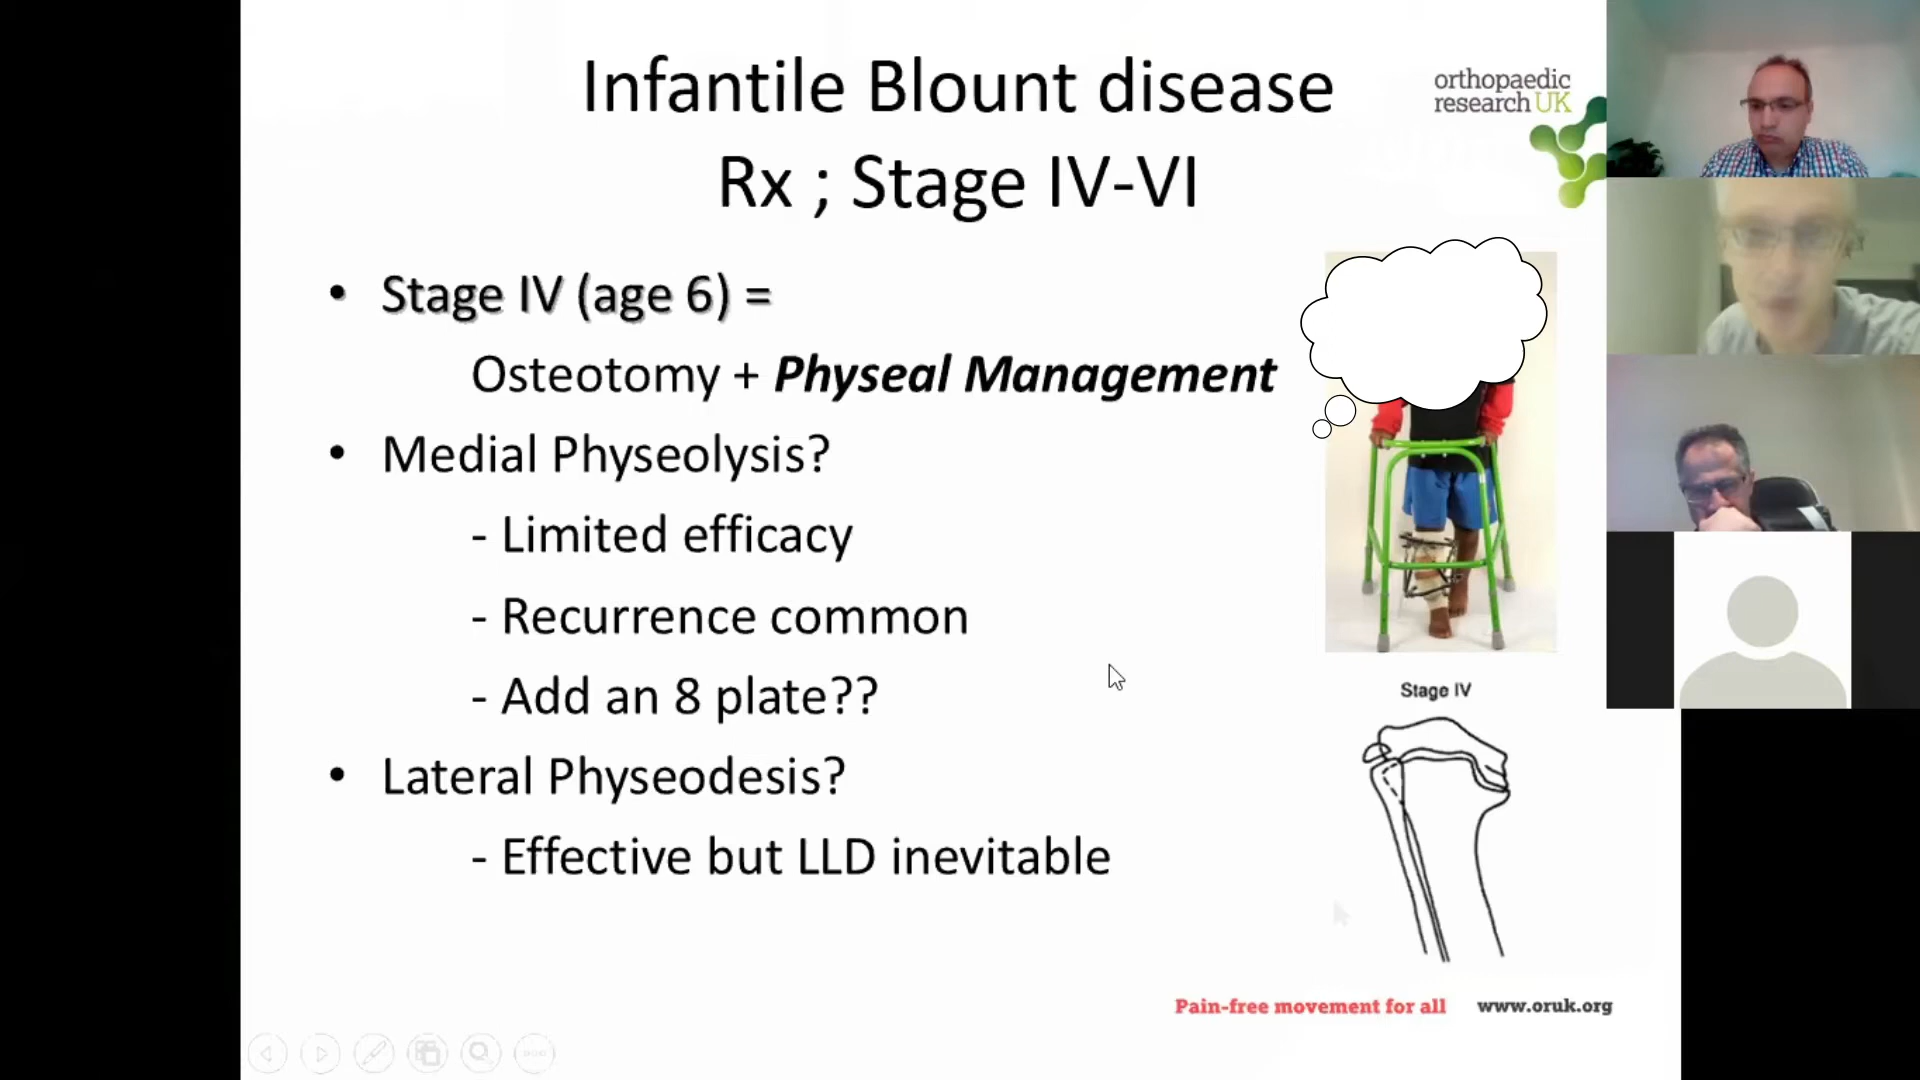 Infantile Blount disease
Rx ; Stage IV-VI
orthopaedic
research UK
• Stage IV (age 6) =
Osteotomy + Physeal Management
• Medial Physeolysis?
- Limited efficacy
- Recurrence common
- Add an 8 plate??
• Lateral Physeodesis?
- Effective but LLD inevitable
Stage IV
Pain-free movement for all www.oruk.org